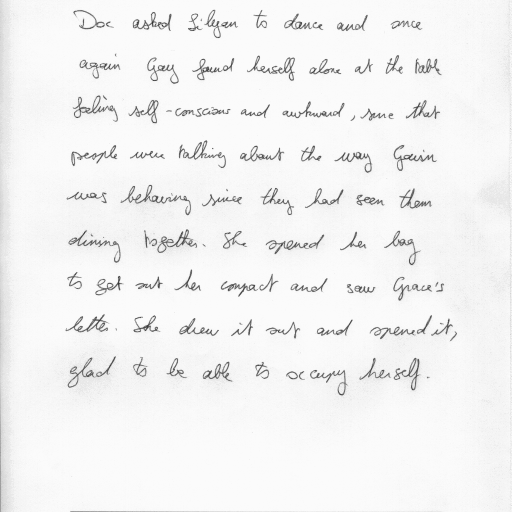 Doc asked Lilyan to dance and once
again Gay found herself alone at the table
feeling self-conscious and awkward, sure that
people were talking about the way Gavin
was behaving since they had seen them
dining together. She opened her bag
to get out her compact and saw Grace's
letter. She drew it out and opened it,
glad to be able to occupy herself.